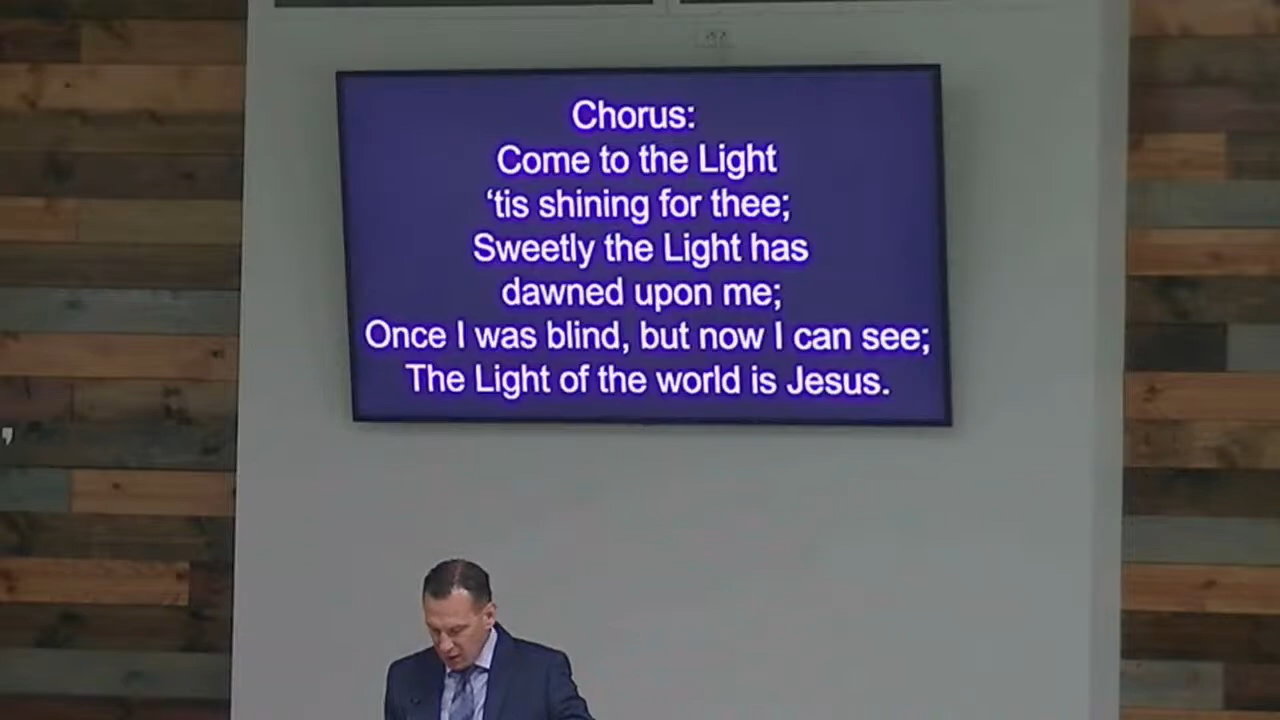 Chorus:
Come to the Light
‘tis shining for thee;
Sweetly the Light has
dawned upon me;
Once I was blind, but now I can see;
The Light of the world is Jesus.